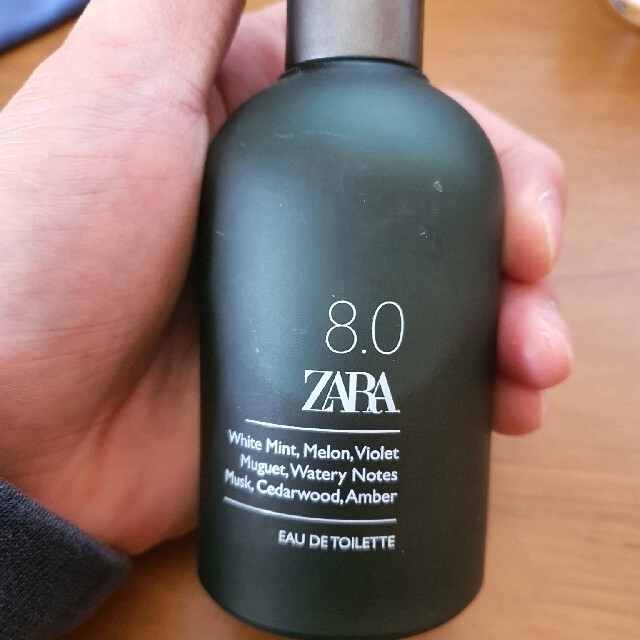 8.0
ZARA
White Mint, Melon, Violet
Muguet, Watery Notes
Musk, Cedarwood, Amber
EAU DE TOILETTE